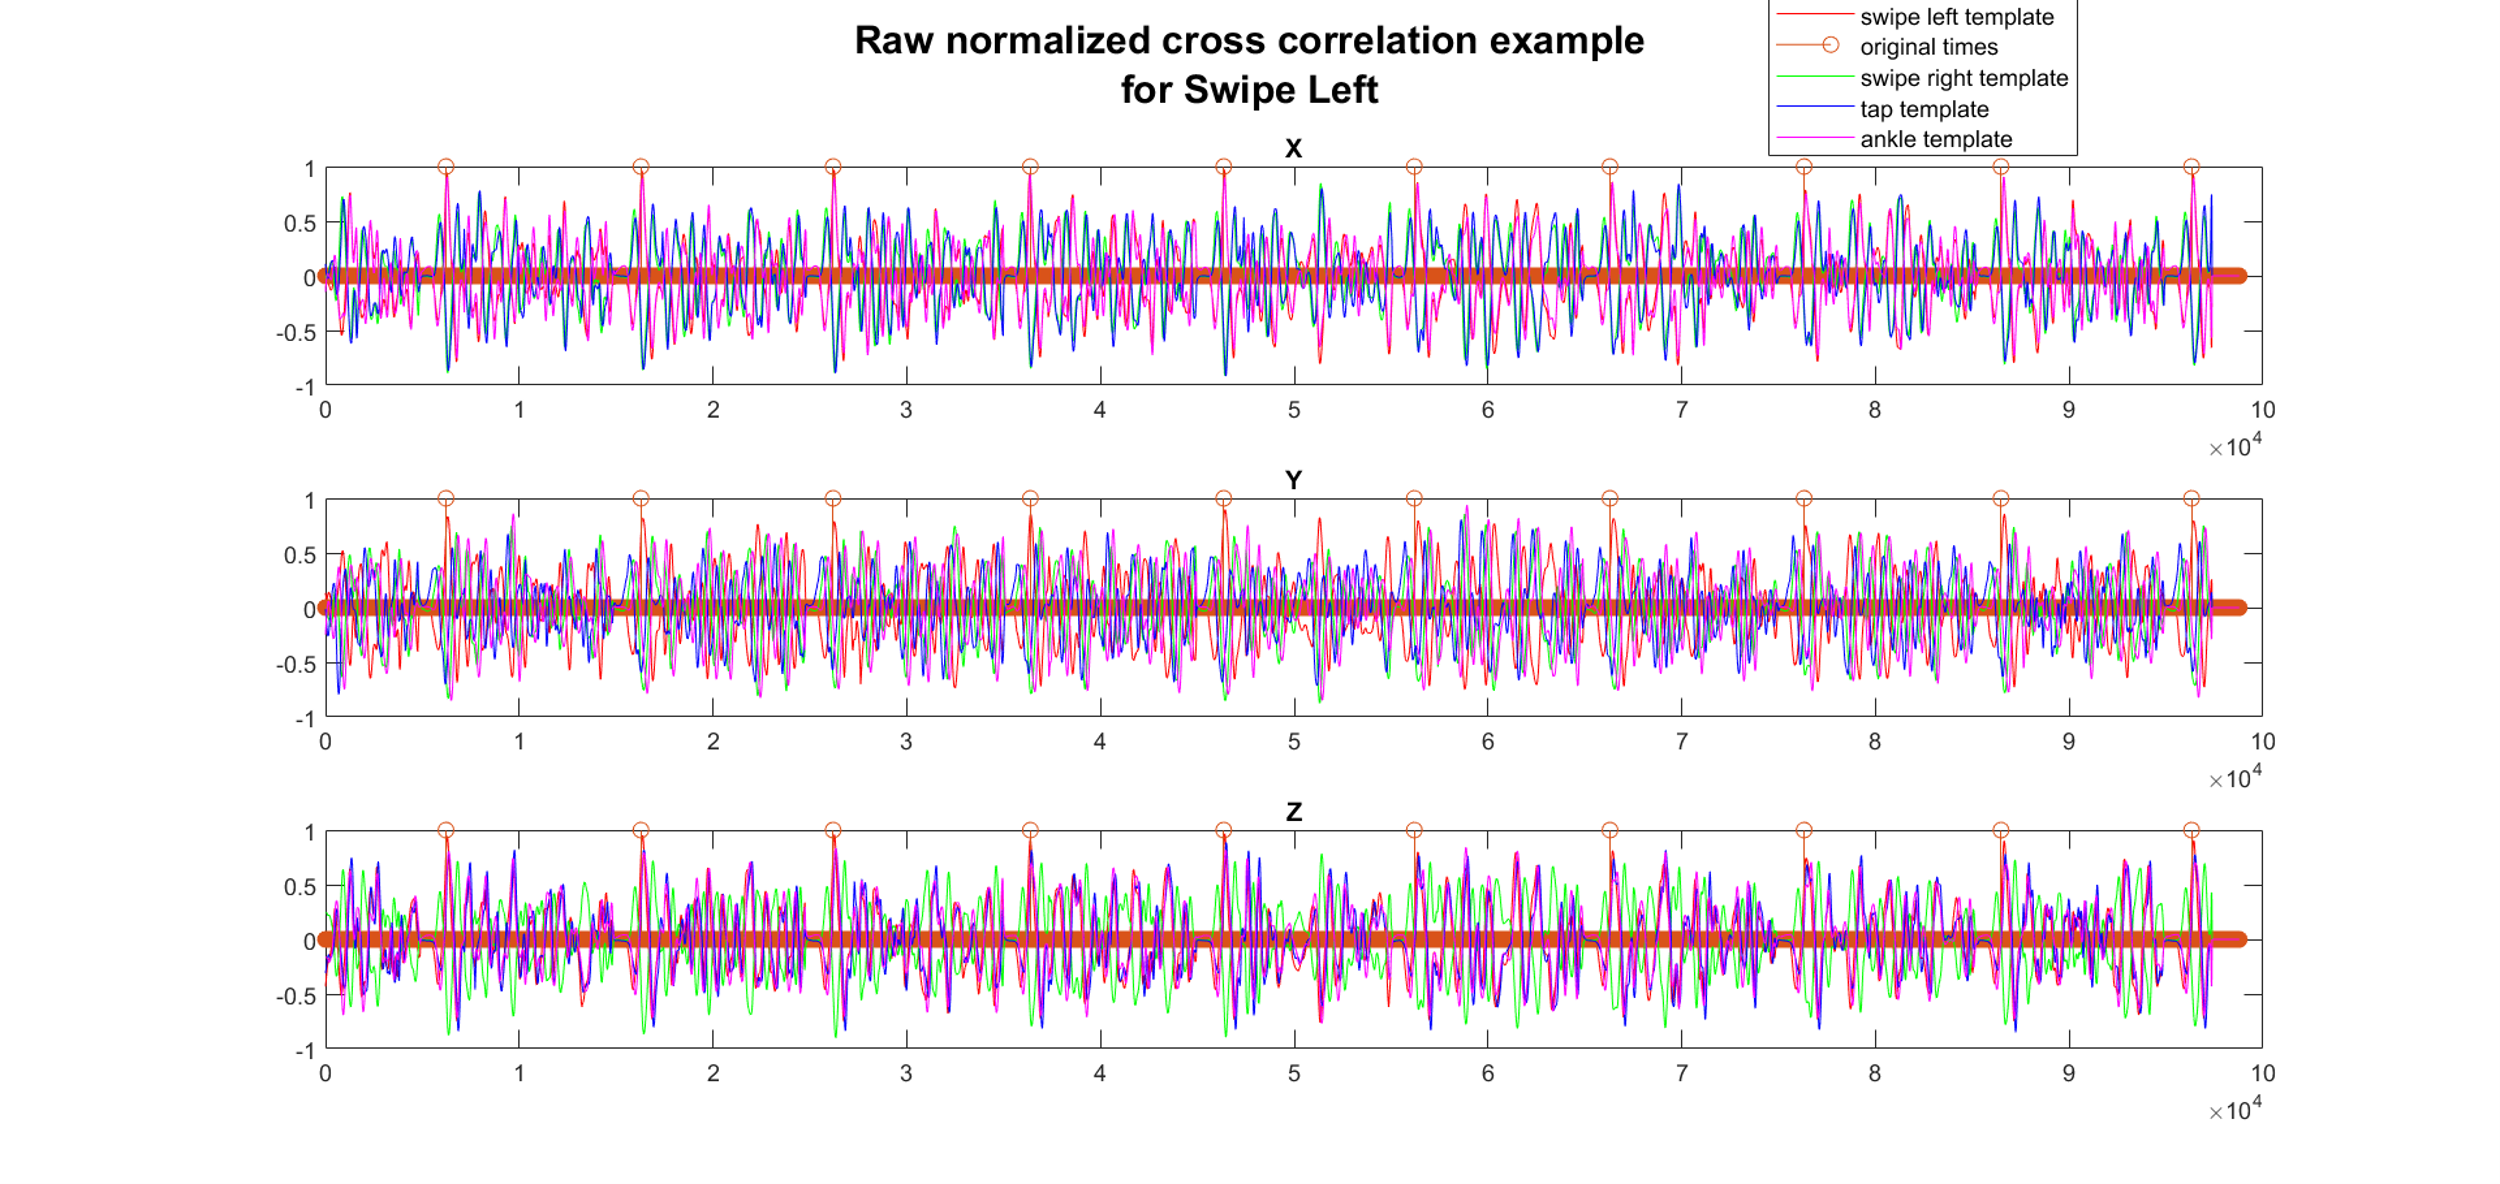 Raw normalized cross correlation example
for Swipe Left
swipe left template
original times
swipe right template
tap template
ankle template
X
1
0.5
0
-0.5
-1
0 1 2 3 4 5 6 7 8 9 10
×10^4
Y
1
0.5
0
-0.5
-1
0 1 2 3 4 5 6 7 8 9 10
×10^4
Z
1
0.5
0
-0.5
-1
0 1 2 3 4 5 6 7 8 9 10
×10^4